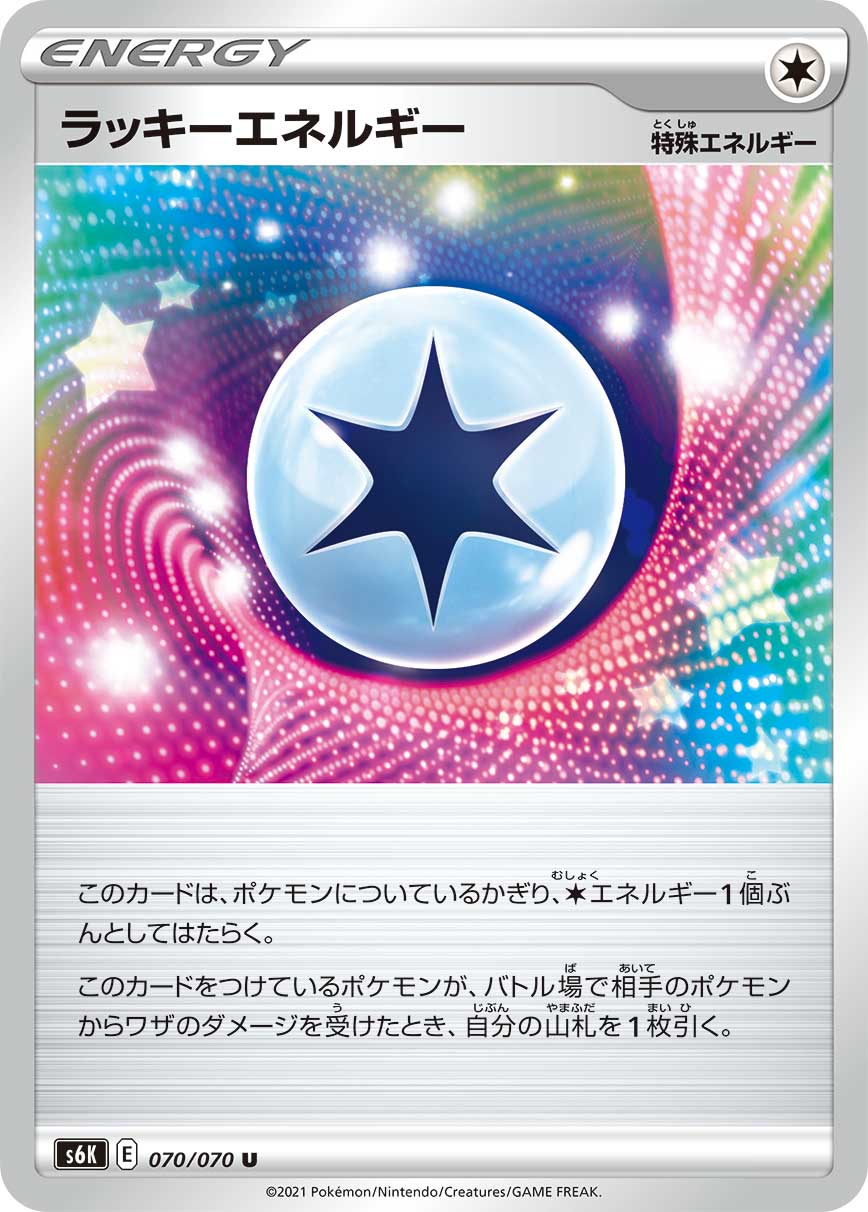 ENERGY
ラッキーエネルギー
とくしゅ
特殊エネルギー
むしょく こ
このカードは、ポケモンについているかぎり、エネルギー1個ぶ
んとしてはたらく。
ば あいて
このカードをつけているポケモンが、バトル場で相手のポケモン
う じぶん やまふだ まい ひ
からワザのダメージを受けたとき、自分の山札を1枚引く。
s6K E 070/070 U
©2021 Pokémon/Nintendo/Creatures/GAME FREAK.